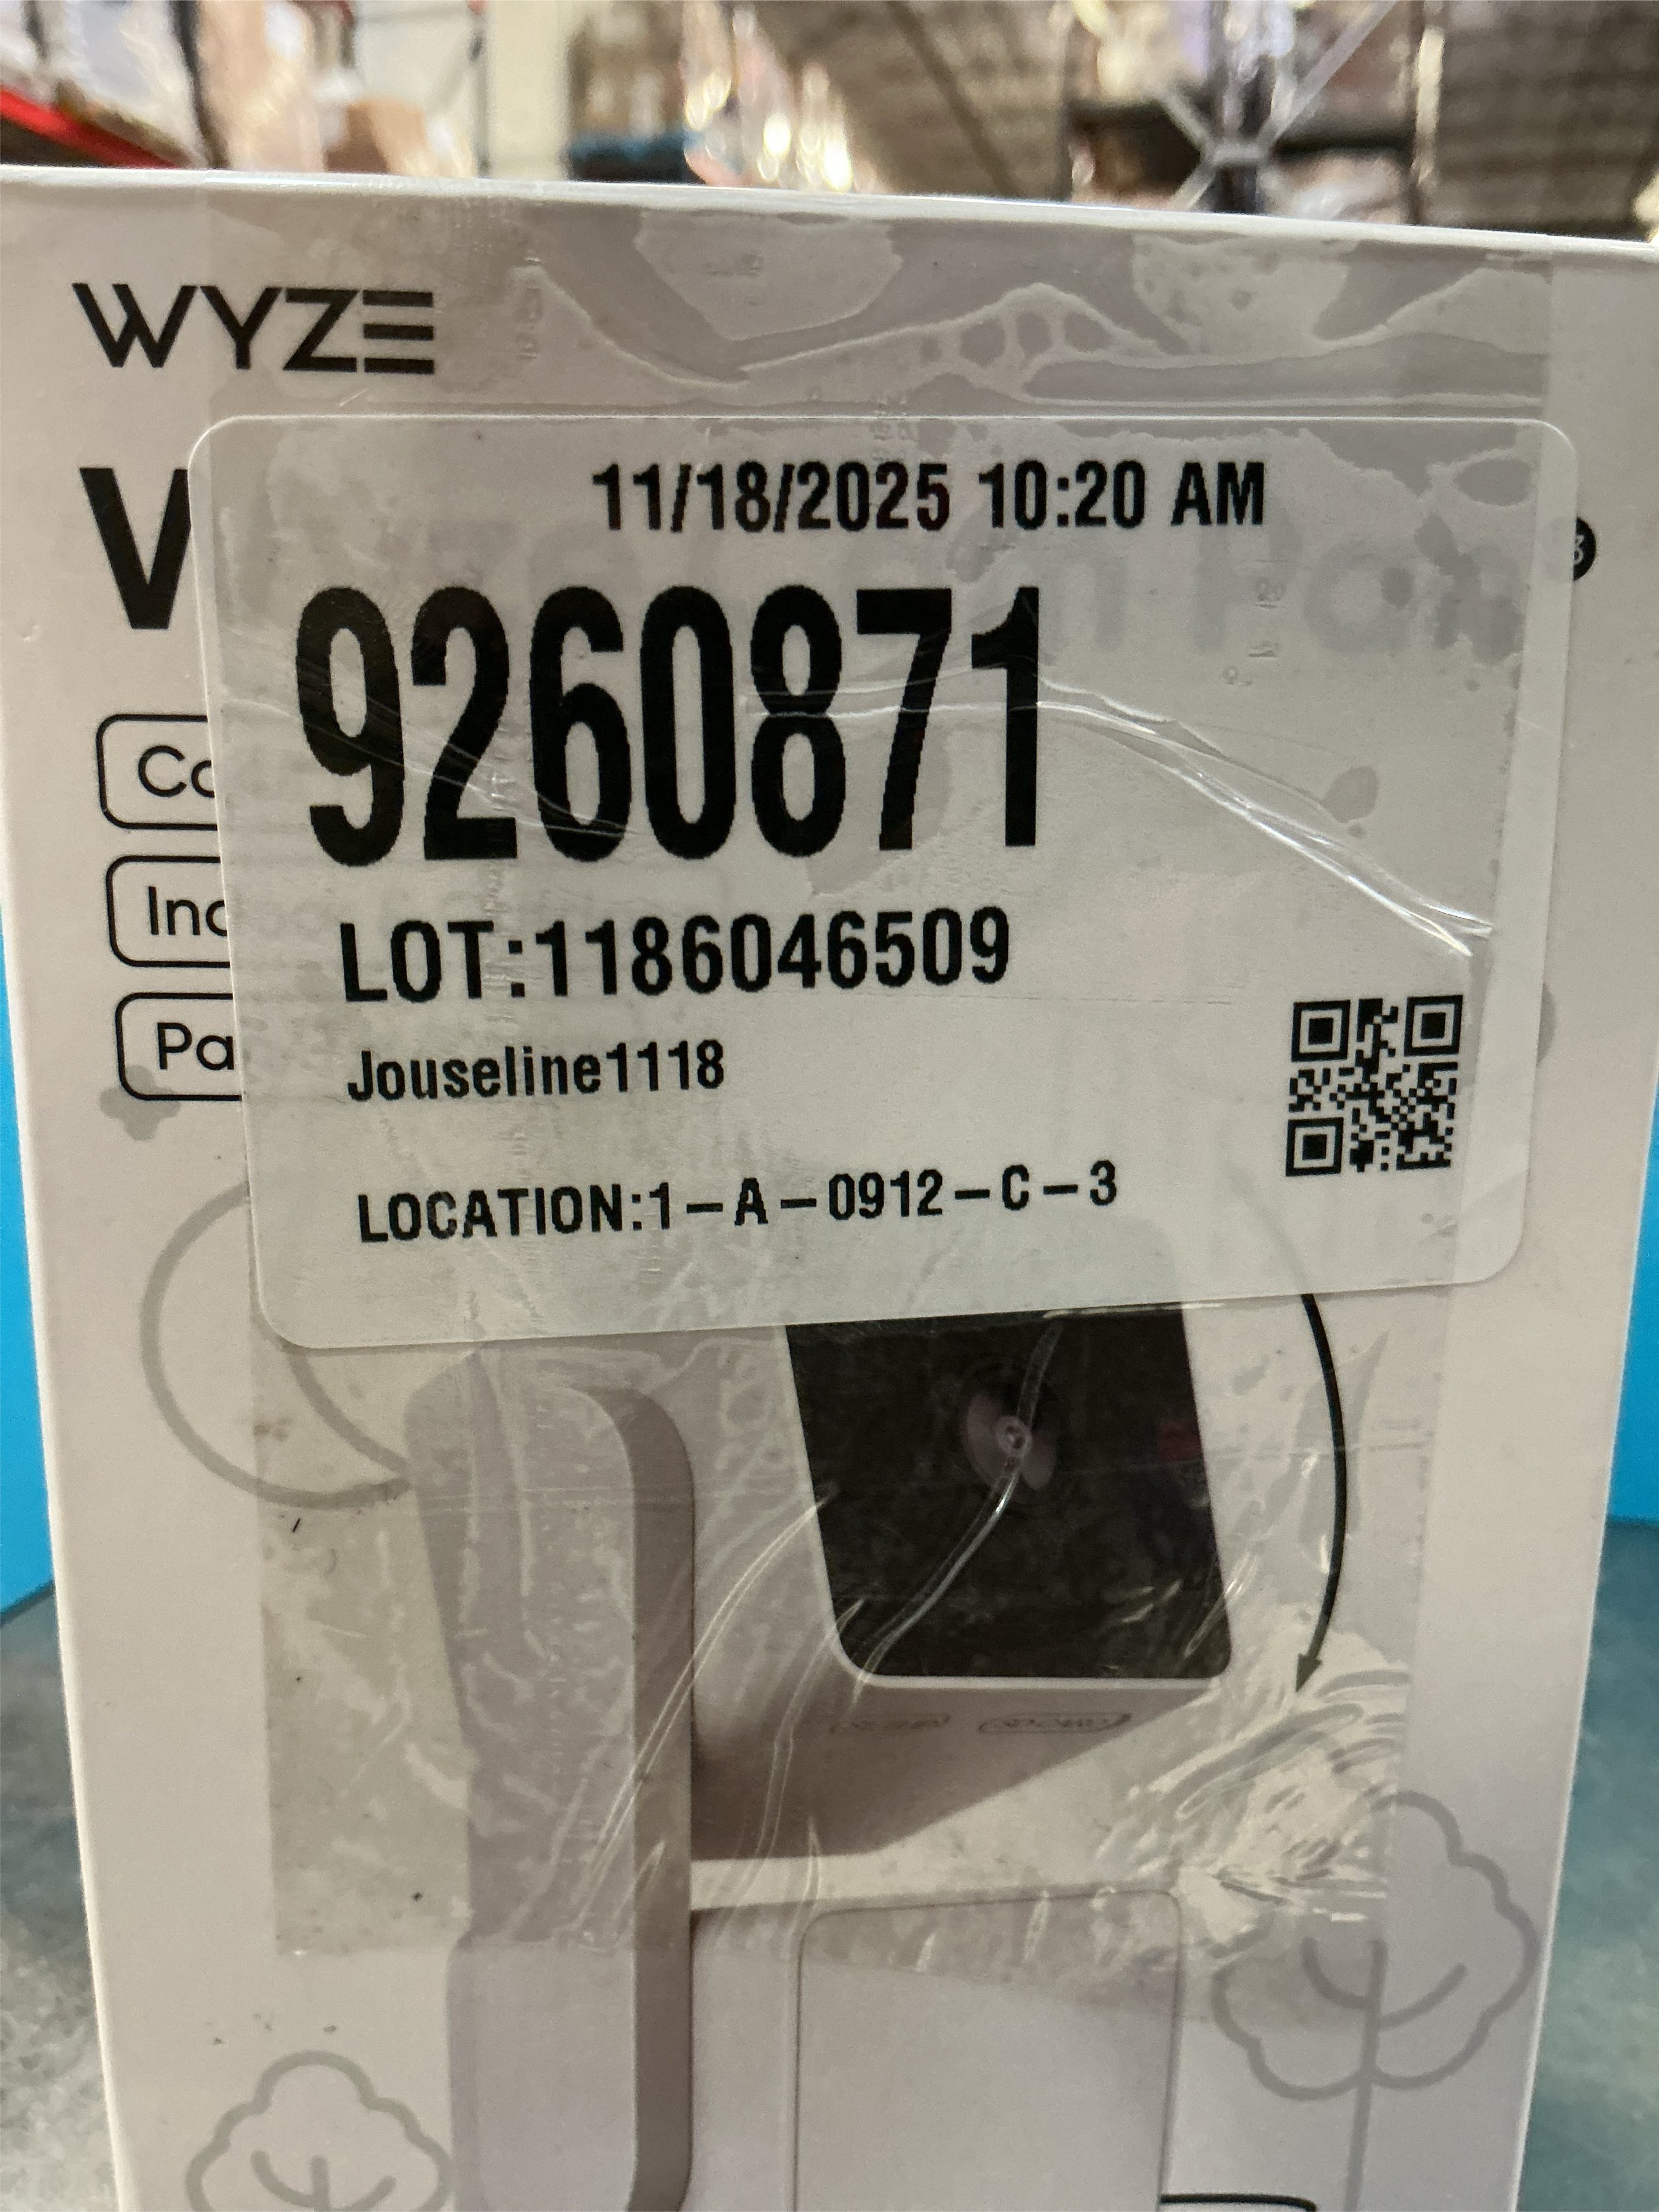 WYZE
11/18/2025 10:20 AM
9260871
LOT:1186046509
Jouseline1118
LOCATION:1-A-0912-C-3